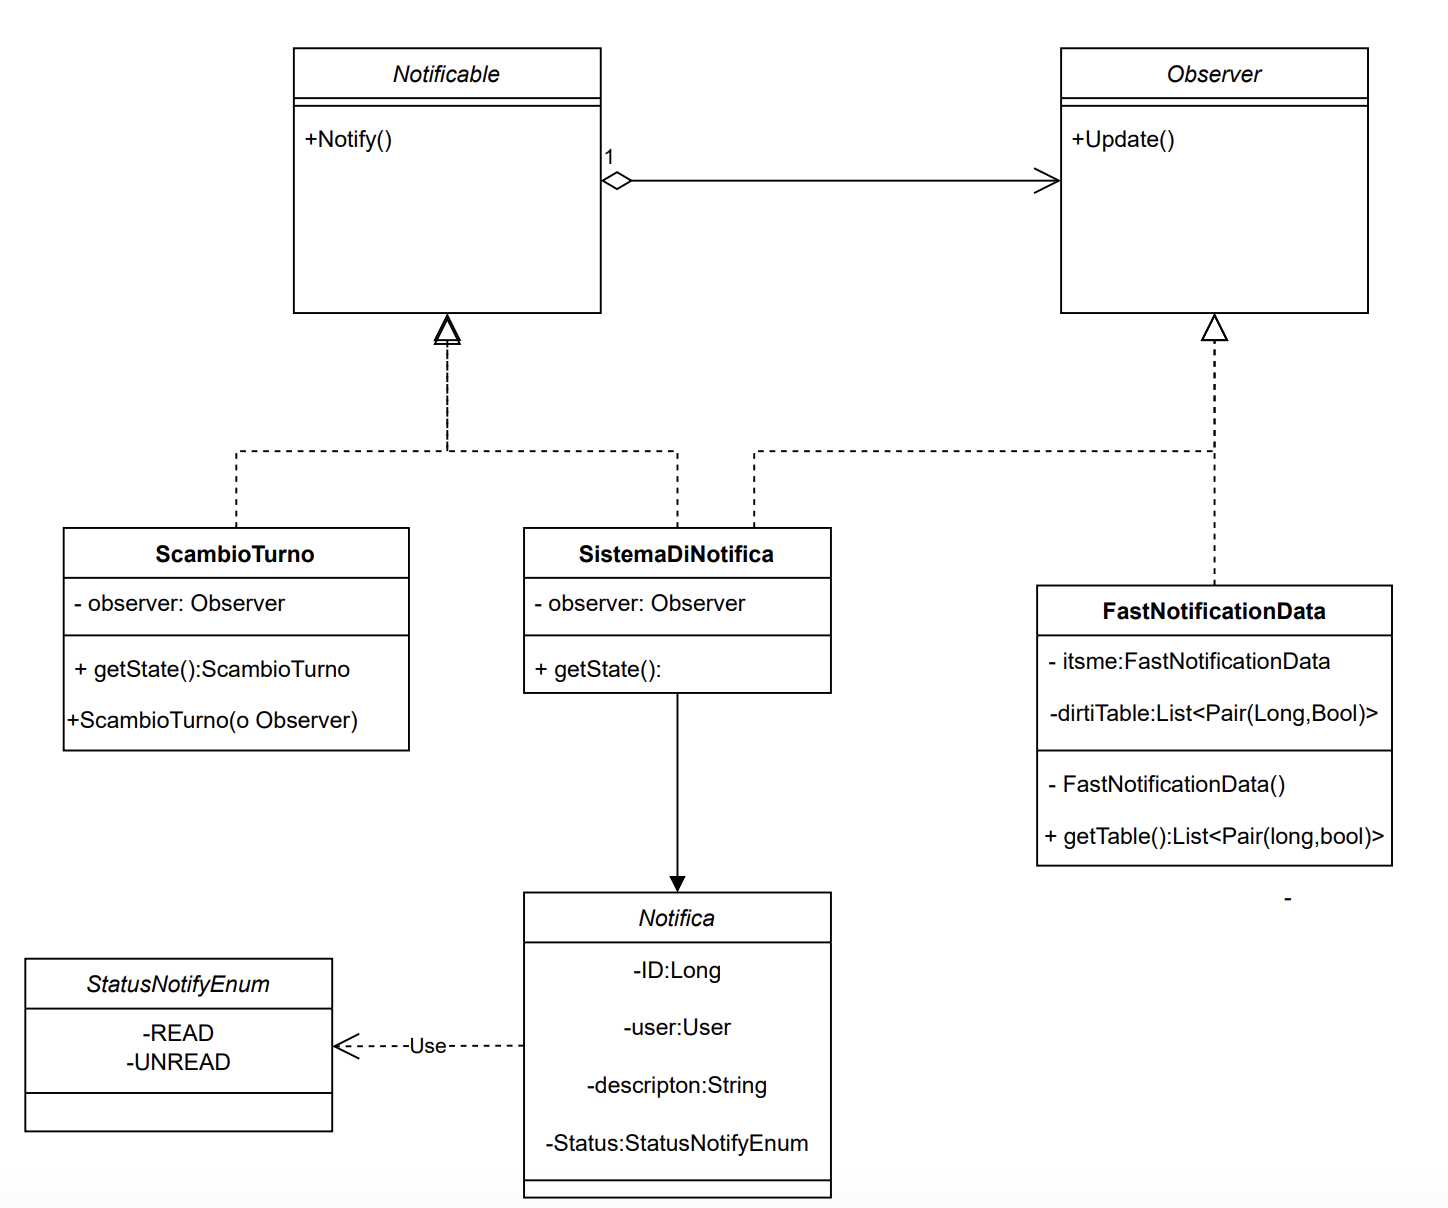 Notificable
+Notify()
1
Observer
+Update()
ScambioTurno
- observer: Observer
+ getState():ScambioTurno
+ScambioTurno(o Observer)
SistemaDiNotifica
- observer: Observer
+ getState():
FastNotificationData
- itsme:FastNotificationData
-dirtiTable:List<Pair(Long,Bool)>
- FastNotificationData()
+ getTable():List<Pair(long,bool)>
-
Notifica
-ID:Long
-user:User
-descripton:String
-Status:StatusNotifyEnum
Use
StatusNotifyEnum
-READ
-UNREAD